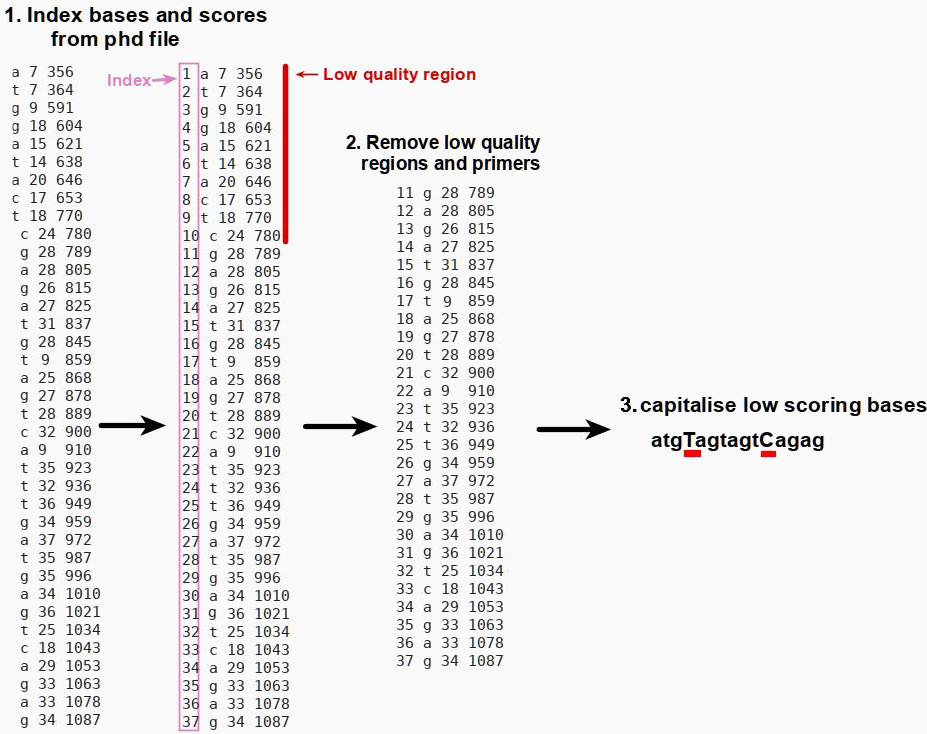 1. Index bases and scores
from phd file
a 7 356
t 7 364
g 9 591
g 18 604
a 15 621
t 14 638
a 20 646
c 17 653
t 18 770
c 24 780
g 28 789
a 28 805
g 26 815
a 27 825
t 31 837
g 28 845
t 9 859
a 25 868
g 27 878
t 28 889
c 32 900
a 9 910
t 35 923
t 32 936
t 36 949
g 34 959
a 37 972
t 35 987
g 35 996
a 34 1010
g 36 1021
t 25 1034
c 18 1043
a 29 1053
g 33 1063
a 33 1078
g 34 1087
Index
1 a 7 356
2 t 7 364
3 g 9 591
4 g 18 604
5 a 15 621
6 t 14 638
7 a 20 646
8 c 17 653
9 t 18 770
10 c 24 780
11 g 28 789
12 a 28 805
13 g 26 815
14 a 27 825
15 t 31 837
16 g 28 845
17 t 9 859
18 a 25 868
19 g 27 878
20 t 28 889
21 c 32 900
22 a 9 910
23 t 35 923
24 t 32 936
25 t 36 949
26 g 34 959
27 a 37 972
28 t 35 987
29 g 35 996
30 a 34 1010
31 g 36 1021
32 t 25 1034
33 c 18 1043
34 a 29 1053
35 g 33 1063
36 a 33 1078
37 g 34 1087
Low quality region
2. Remove low quality
regions and primers
11 g 28 789
12 a 28 805
13 g 26 815
14 a 27 825
15 t 31 837
16 g 28 845
17 t 9 859
18 a 25 868
19 g 27 878
20 t 28 889
21 c 32 900
22 a 9 910
23 t 35 923
24 t 32 936
25 t 36 949
26 g 34 959
27 a 37 972
28 t 35 987
29 g 35 996
30 a 34 1010
31 g 36 1021
32 t 25 1034
33 c 18 1043
34 a 29 1053
35 g 33 1063
36 a 33 1078
37 g 34 1087
3. capitalise low scoring bases
atgTagtagtCagag